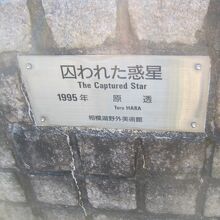 囚われた惑星
The Captured Star
1995年 原 透
Toru HARA
相模湖野外美術館